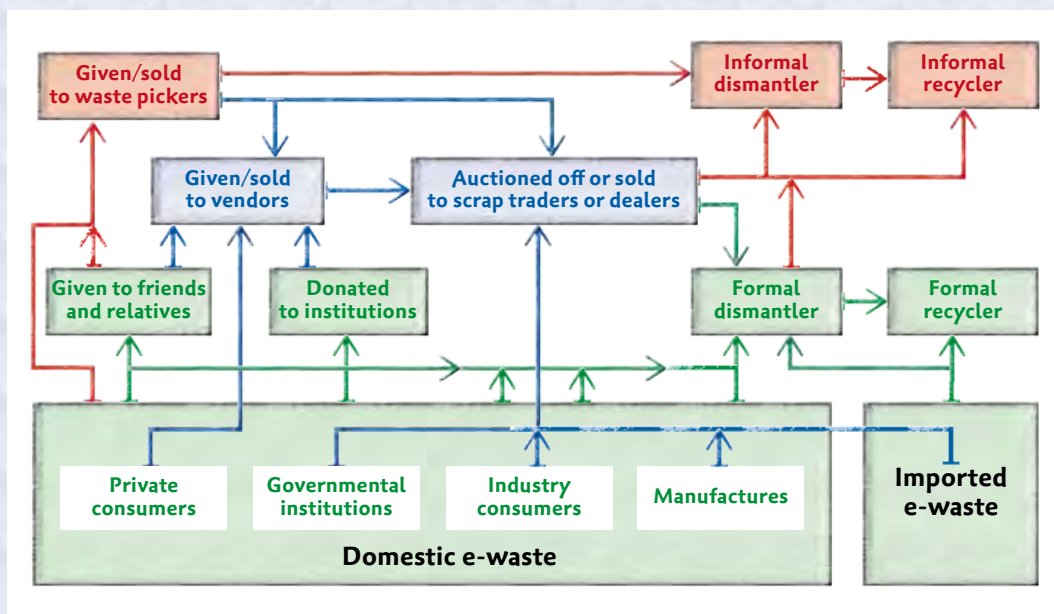 Given/sold
to waste pickers
Informal
dismantler
Informal
recycler
Given/sold
to vendors
Auctioned off or sold
to scrap traders or dealers
Given to friends
and relatives
Donated
to institutions
Formal
dismantler
Formal
recycler
Private
consumers
Governmental
institutions
Industry
consumers
Manufactures
Domestic e-waste
Imported
e-waste